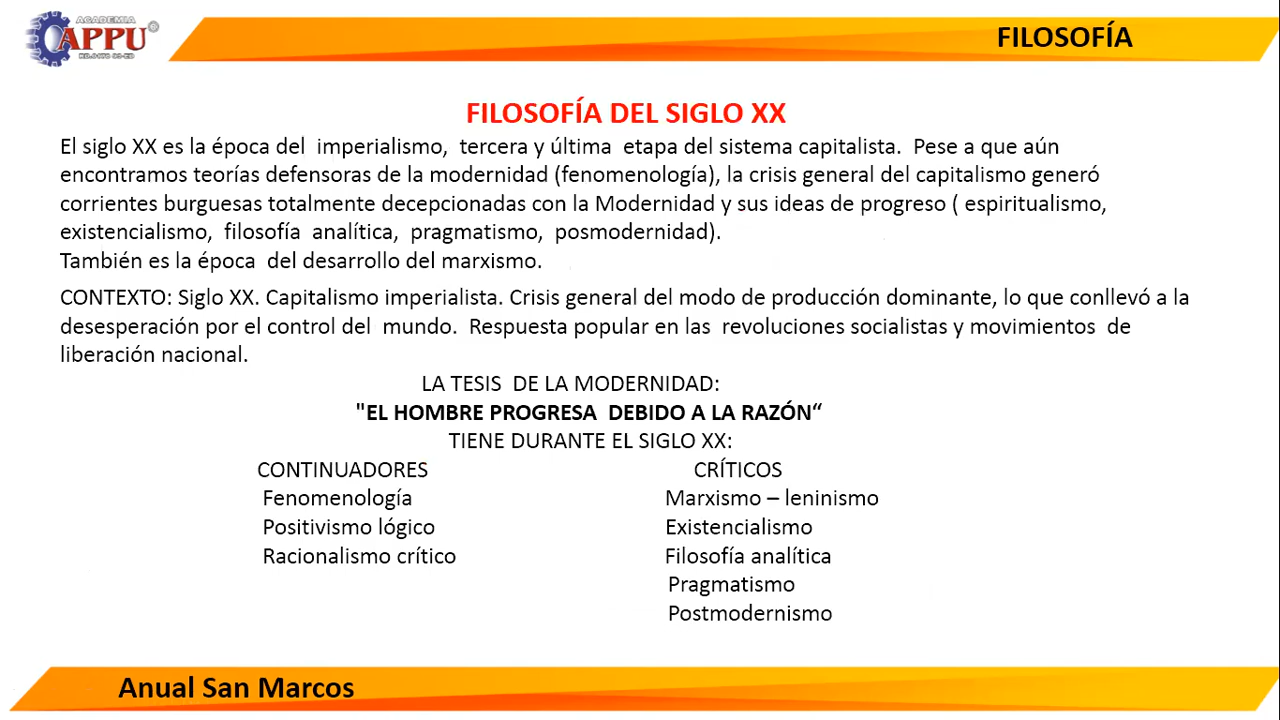 ACADEMIA
APPU
FILOSOFÍA
FILOSOFÍA DEL SIGLO XX
El siglo XX es la época del imperialismo, tercera y última etapa del sistema capitalista. Pese a que aún
encontramos teorías defensoras de la modernidad (fenomenología), la crisis general del capitalismo generó
corrientes burguesas totalmente decepcionadas con la Modernidad y sus ideas de progreso ( espiritualismo,
existencialismo, filosofía analítica, pragmatismo, posmodernidad).
También es la época del desarrollo del marxismo.
CONTEXTO: Siglo XX. Capitalismo imperialista. Crisis general del modo de producción dominante, lo que conllevó a la
desesperación por el control del mundo. Respuesta popular en las revoluciones socialistas y movimientos de
liberación nacional.
LA TESIS DE LA MODERNIDAD:
"EL HOMBRE PROGRESA DEBIDO A LA RAZÓN“
TIENE DURANTE EL SIGLO XX:
CONTINUADORES
Fenomenología
Positivismo lógico
Racionalismo crítico
CRÍTICOS
Marxismo – leninismo
Existencialismo
Filosofía analítica
Pragmatismo
Postmodernismo
Anual San Marcos